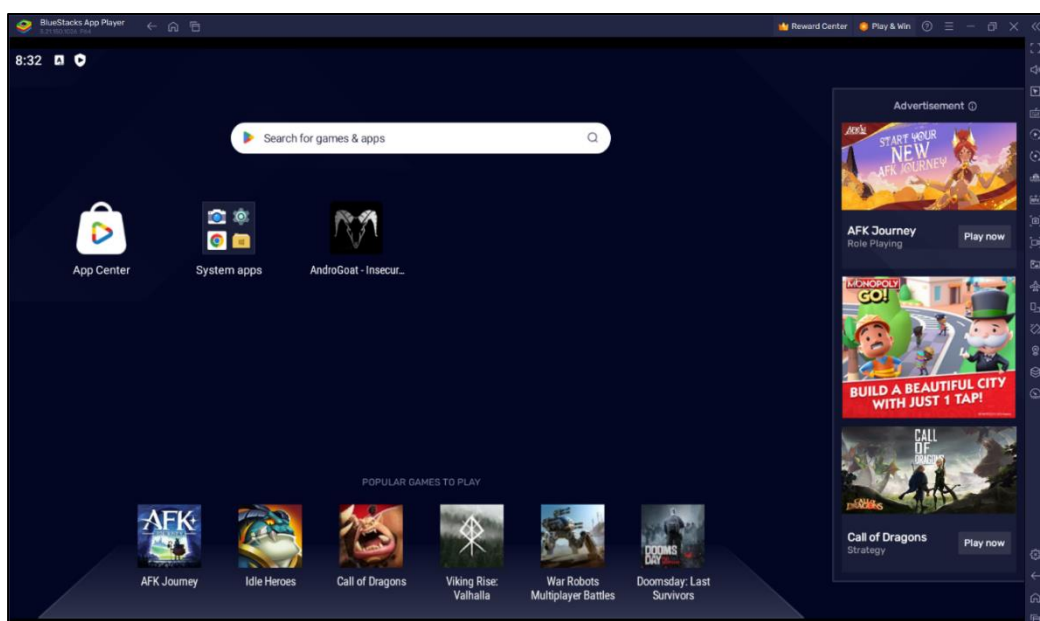 BlueStacks App Player
Reward Center
Play & Win
8:32
Search for games & apps
App Center
System apps
AndroGoat - Insecur...
Advertisement
START YOUR
NEW
AFK JOURNEY
AFK Journey
Role Playing
Play now
MONOPOLY
GO!
BUILD A BEAUTIFUL CITY
WITH JUST 1 TAP!
CALL
OF
DRAGONS
CALL OF
DRAGONS
Call of Dragons
Strategy
Play now
POPULAR GAMES TO PLAY
AFK
DOOMS
DAY
AFK Journey
Idle Heroes
Call of Dragons
Viking Rise:
Valhalla
War Robots
Multiplayer Battles
Doomsday: Last
Survivors